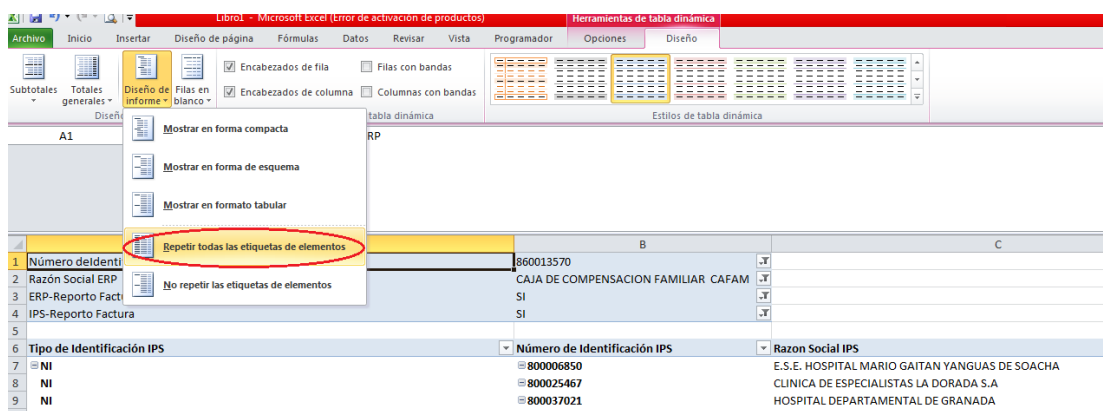 Libro1 - Microsoft Excel (Error de activación de productos)
Herramientas de tabla dinámica
Archivo Inicio Insertar Diseño de página Fórmulas Datos Revisar Vista Programador Opciones Diseño
Subtotales
Totales generales
Diseño de informe
Filas en blanco
Encabezados de fila
Filas con bandas
Encabezados de columna
Columnas con bandas
Diseñ
tabla dinámica
Estilos de tabla dinámica
Mostrar en forma compacta
Mostrar en forma de esquema
Mostrar en formato tabular
Repetir todas las etiquetas de elementos
No repetir las etiquetas de elementos
A1 RP
B C
1 Número deIdenti 860013570
2 Razón Social ERP CAJA DE COMPENSACION FAMILIAR CAFAM
3 ERP-Reporto Factu SI
4 IPS-Reporto Factura SI
5
6 Tipo de Identificación IPS Número de Identificación IPS Razon Social IPS
7 NI 800006850 E.S.E. HOSPITAL MARIO GAITAN YANGUAS DE SOACHA
8 NI 800025467 CLINICA DE ESPECIALISTAS LA DORADA S.A
9 NI 800037021 HOSPITAL DEPARTAMENTAL DE GRANADA